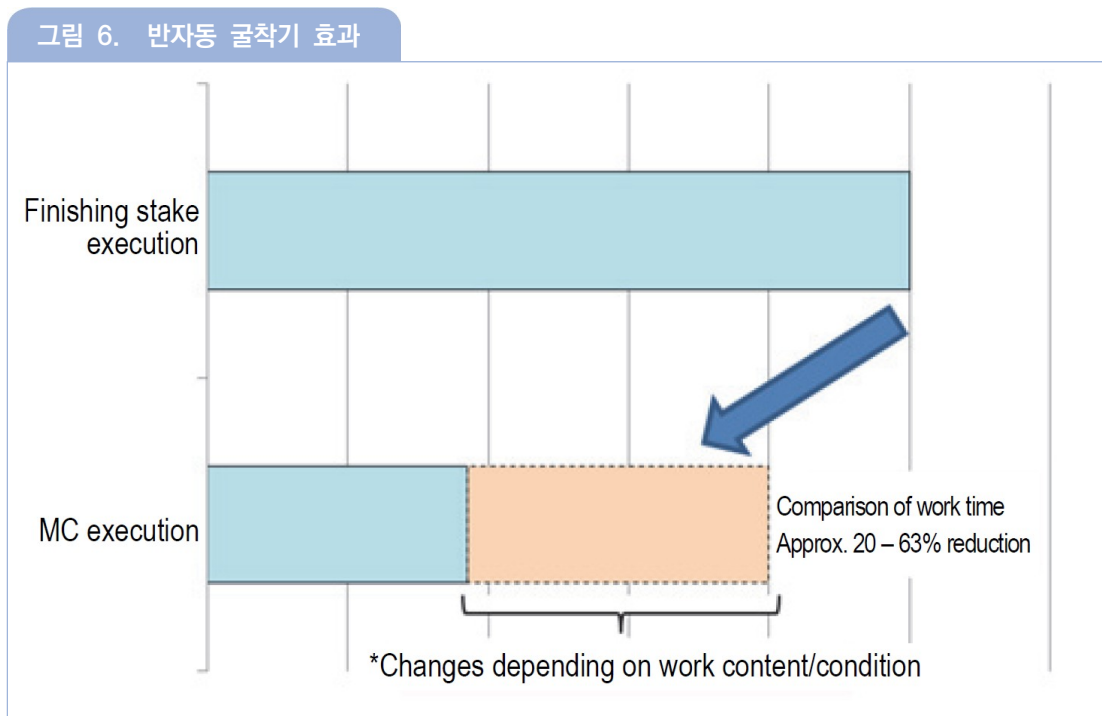 그림 6. 반자동 굴착기 효과
Finishing stake
execution
MC execution
Comparison of work time
Approx. 20 – 63% reduction
*Changes depending on work content/condition